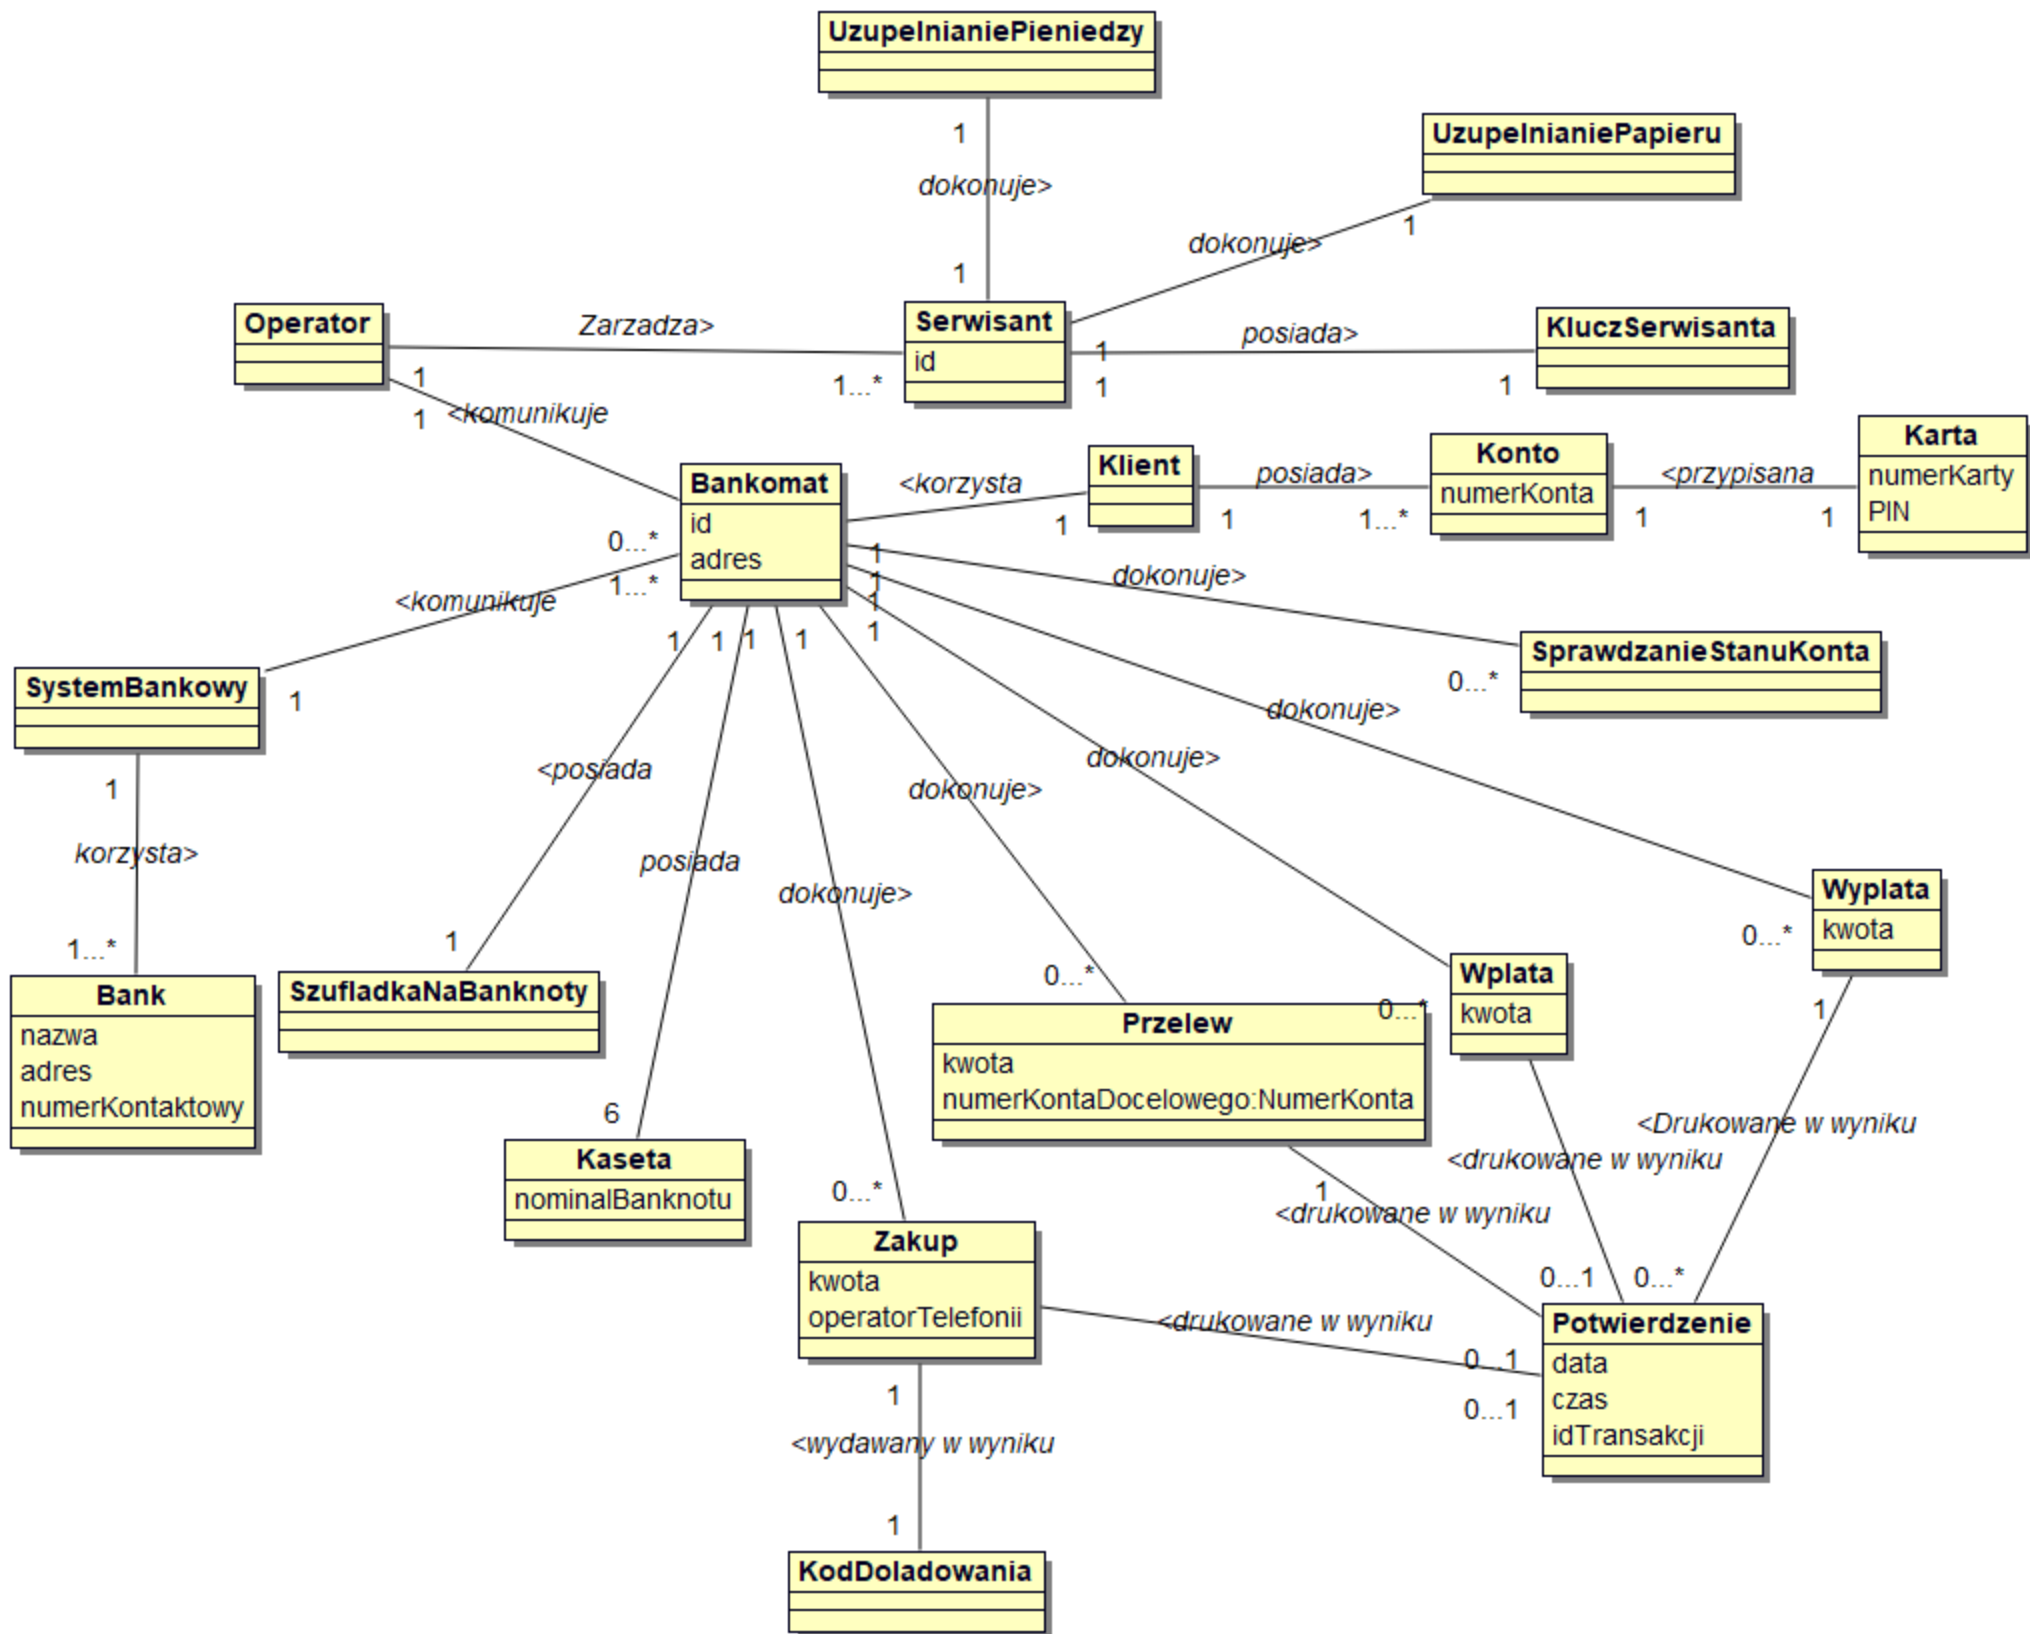 UzupelnianiePieniedzy
1
dokonuje>
1
UzupelnianiePapieru
1
dokonuje>
Operator
Zarzadza>
1
1...*
Serwisant
id
1
1
posiada>
1
KluczSerwisanta
1
<komunikuje
0...*
Bankomat
id
adres
<korzysta
1
Klient
1
posiada>
1...*
Konto
numerKonta
1
<przypisana
1
Karta
numerKarty
PIN
1...*
<komunikuje
1
SystemBankowy
1
1
1
1
dokonuje>
0...*
SprawdzanieStanuKonta
1
1
1
1
dokonuje>
dokonuje>
dokonuje>
<posiada
posiada
dokonuje>
1
korzysta>
1...*
Bank
nazwa
adres
numerKontaktowy
1
SzufladkaNaBanknoty
6
Kaseta
nominalBanknotu
0...*
Przelew
kwota
numerKontaDocelowego:NumerKonta
0...*
Wplata
kwota
0...*
Wyplata
kwota
1
<Drukowane w wyniku
<drukowane w wyniku
1
<drukowane w wyniku
0...*
Zakup
kwota
operatorTelefonii
<drukowane w wyniku
0...1
0...*
0...1
0...1
Potwierdzenie
data
czas
idTransakcji
1
<wydawany w wyniku
1
KodDoladowania